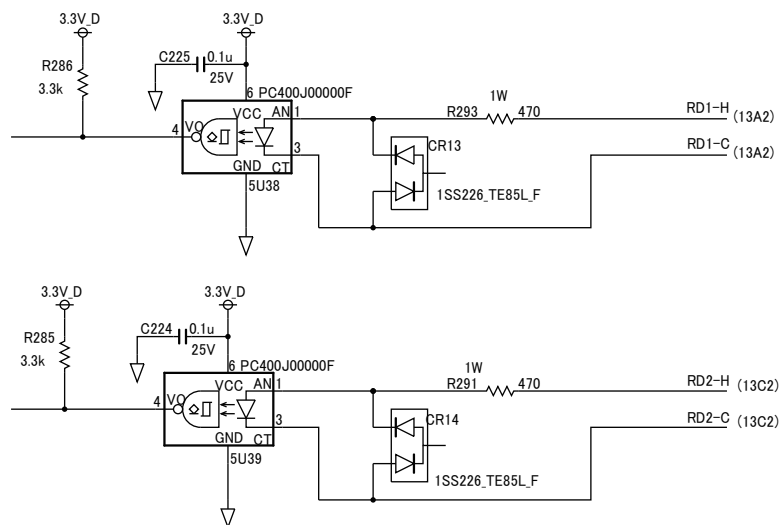 3.3V_D
3.3V_D
C225 0.1u
R286
3.3k
25V
6 PC400J00000F
1W
VCC AN 1
R293 470
RD1-H (13A2)
4 VO
3
CR13
RD1-C (13A2)
GND CT
5U38
1SS226_TE85L_F
3.3V_D
3.3V_D
C224 0.1u
R285
3.3k
25V
6 PC400J00000F
1W
VCC AN 1
R291 470
RD2-H (13C2)
4 VO
3
CR14
RD2-C (13C2)
GND CT
5U39
1SS226_TE85L_F